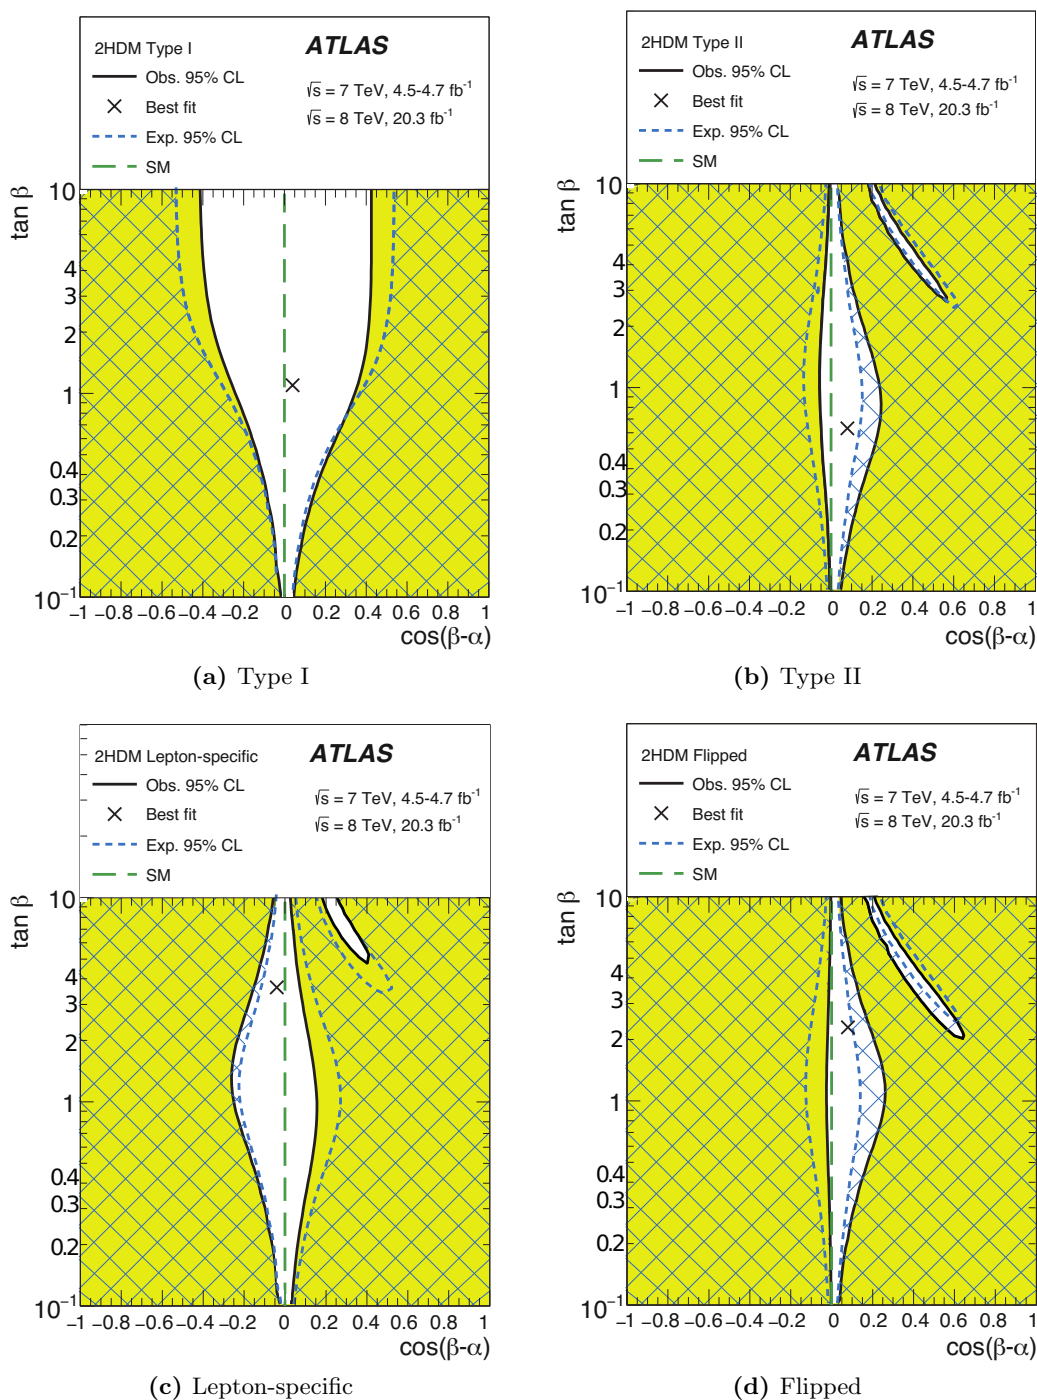 2HDM Type I
ATLAS
Obs. 95% CL
√s = 7 TeV, 4.5-4.7 fb-1
Best fit
√s = 8 TeV, 20.3 fb-1
Exp. 95% CL
SM
tan β
10
4
3
2
1
0.4
0.3
0.2
10-1
−1 −0.8 −0.6 −0.4 −0.2 0 0.2 0.4 0.6 0.8 1
cos(β-α)
(a) Type I
2HDM Type II
ATLAS
Obs. 95% CL
√s = 7 TeV, 4.5-4.7 fb-1
Best fit
√s = 8 TeV, 20.3 fb-1
Exp. 95% CL
SM
tan β
10
4
3
2
1
0.4
0.3
0.2
10-1
−1 −0.8 −0.6 −0.4 −0.2 0 0.2 0.4 0.6 0.8 1
cos(β-α)
(b) Type II
2HDM Lepton-specific
ATLAS
Obs. 95% CL
√s = 7 TeV, 4.5-4.7 fb-1
Best fit
√s = 8 TeV, 20.3 fb-1
Exp. 95% CL
SM
tan β
10
4
3
2
1
0.4
0.3
0.2
10-1
−1 −0.8 −0.6 −0.4 −0.2 0 0.2 0.4 0.6 0.8 1
cos(β-α)
(c) Lepton-specific
2HDM Flipped
ATLAS
Obs. 95% CL
√s = 7 TeV, 4.5-4.7 fb-1
Best fit
√s = 8 TeV, 20.3 fb-1
Exp. 95% CL
SM
tan β
10
4
3
2
1
0.4
0.3
0.2
10-1
−1 −0.8 −0.6 −0.4 −0.2 0 0.2 0.4 0.6 0.8 1
cos(β-α)
(d) Flipped